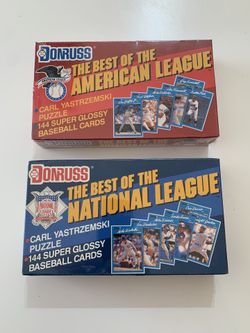 DONRUSS
THE BEST OF THE
AMERICAN LEAGUE
• CARL YASTRZEMSKI
PUZZLE
• 144 SUPER GLOSSY
BASEBALL CARDS
DONRUSS
THE BEST OF THE
NATIONAL LEAGUE
• CARL YASTRZEMSKI
PUZZLE
• 144 SUPER GLOSSY
BASEBALL CARDS